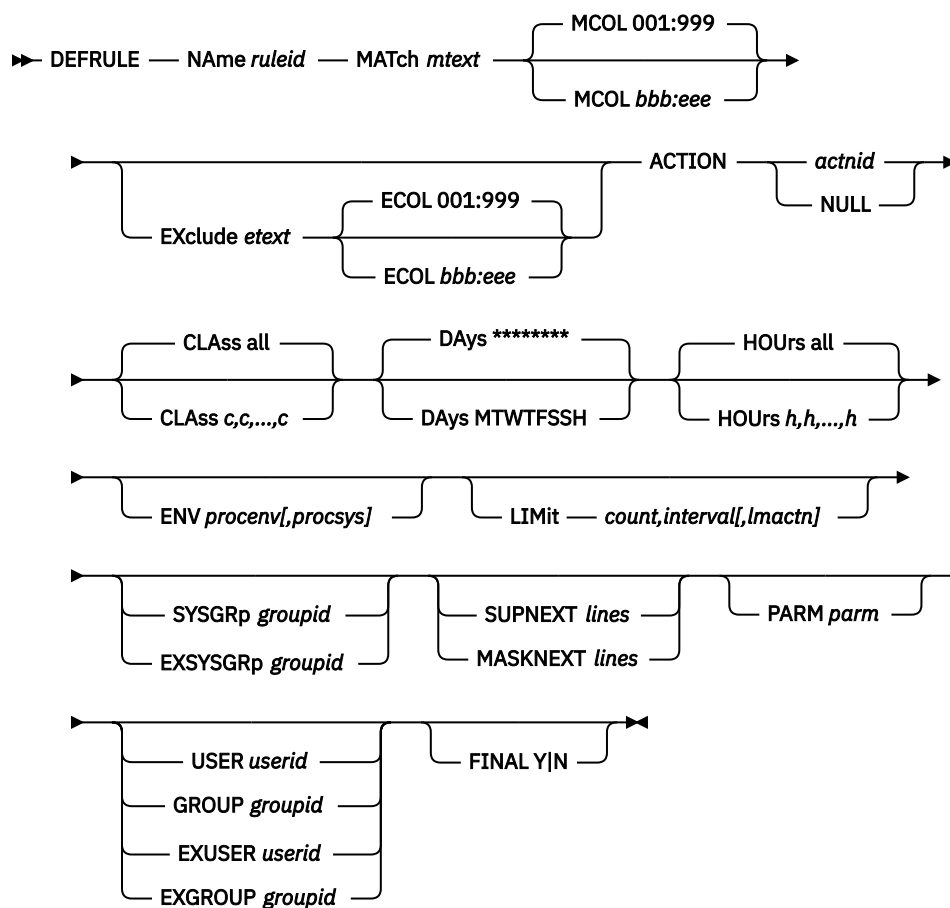 MCOL 001:999
DEFRULE NAme ruleid MATch mtext
MCOL bbb:eee
ACTION actnid
ECOL 001:999
NULL
EXclude etext
ECOL bbb:eee
CLAss all DAys ******** HOUrs all
CLAss c,c,...,c DAys MTWTFSSH HOUrs h,h,...,h
ENV procenv[,procsys] LIMit count,interval[,lmactn]
SYSGRp groupid SUPNEXT lines PARM parm
EXSYSGRp groupid MASKNEXT lines
USER userid FINAL Y|N
GROUP groupid
EXUSER userid
EXGROUP groupid